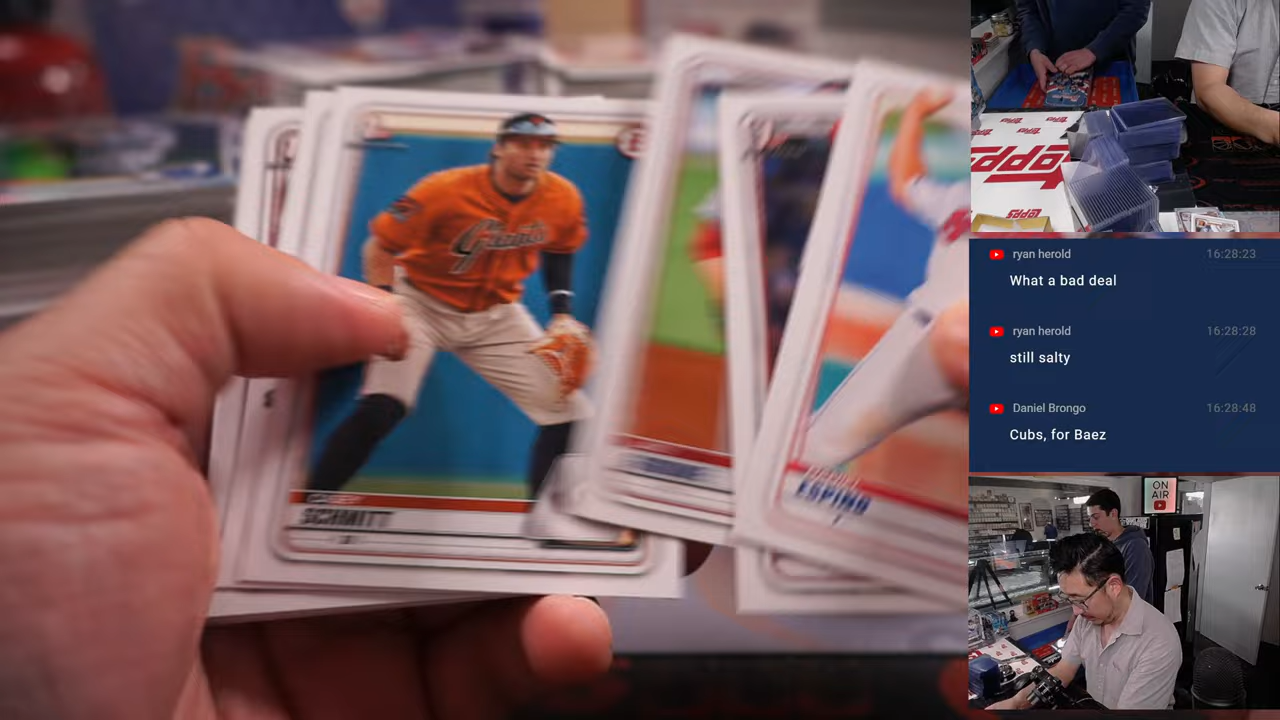 Giants
SCHMITT
ESPINO
topps
topps
ryan herold 16:28:23
What a bad deal
ryan herold 16:28:28
still salty
Daniel Brongo 16:28:48
Cubs, for Baez
ON
AIR